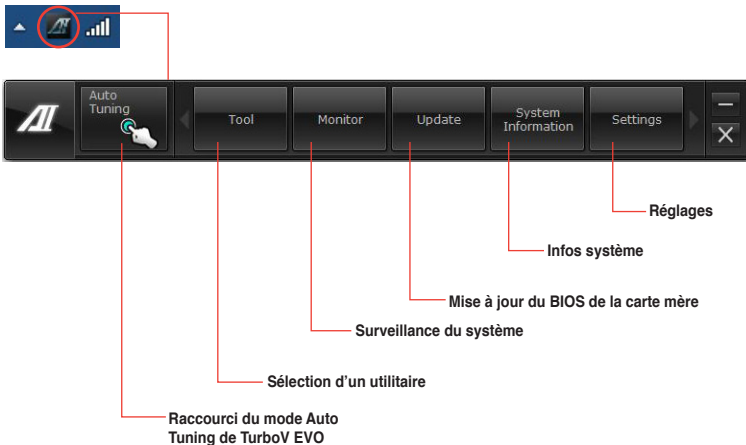 Auto
Tuning
Tool
Monitor
Update
System
Information
Settings
Réglages
Infos système
Mise à jour du BIOS de la carte mère
Surveillance du système
Sélection d’un utilitaire
Raccourci du mode Auto
Tuning de TurboV EVO